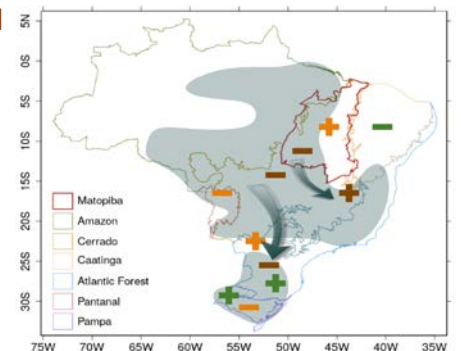 5N
0S
5S
10S
15S
20S
25S
30S
Matopiba
Amazon
Cerrado
Caatinga
Atlantic Forest
Pantanal
Pampa
75W 70W 65W 60W 55W 50W 45W 40W 35W